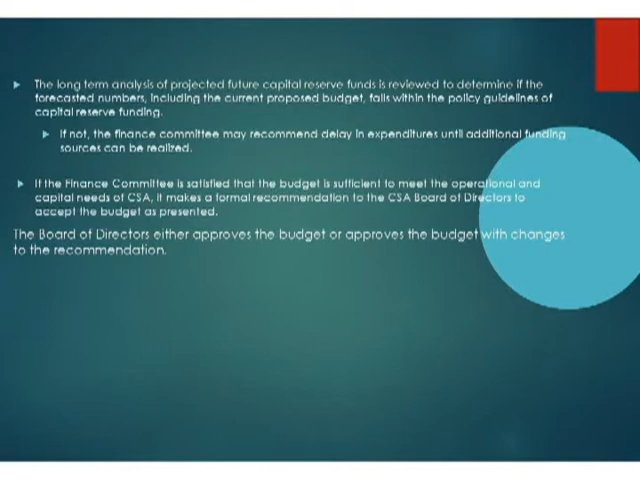 The long term analysis of projected future capital reserve funds is reviewed to determine if the
forecasted numbers, including the current proposed budget, falls within the policy guidelines of
capital reserve funding.
If not, the finance committee may recommend delay in expenditures until additional funding
sources can be realized.
If the Finance Committee is satisfied that the budget is sufficient to meet the operational and
capital needs of CSA, it makes a formal recommendation to the CSA Board of Directors to
accept the budget as presented.
The Board of Directors either approves the budget or approves the budget with changes
to the recommendation.